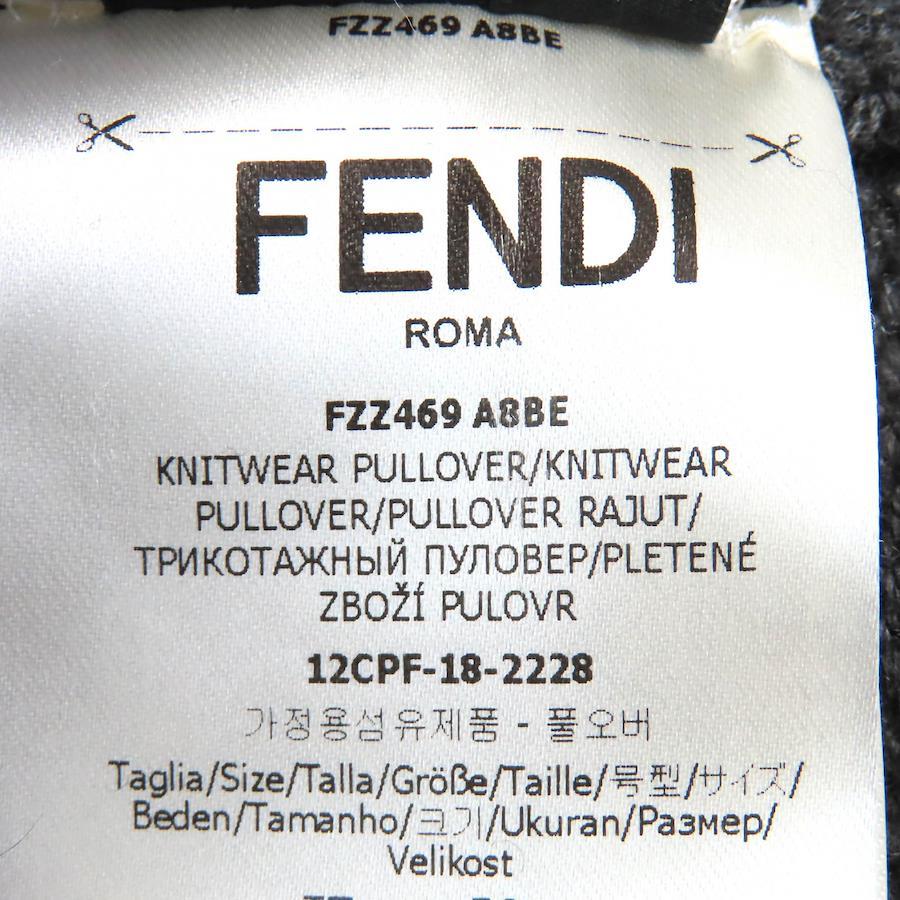 FZZ469 A8BE
FENDI
ROMA
FZZ469 A8BE
KNITWEAR PULLOVER/KNITWEAR
PULLOVER/PULLOVER RAJUT/
ТРИКОТАЖНЫЙ ПУЛОВЕР/PLETENÉ
ZBOŽÍ PULOVR
12CPF-18-2228
가정용섬유제품 - 풀오버
Taglia/Size/Talla/Größe/Taille/号型/サイズ/
Beden/Tamanho/크기/Ukuran/Размер/
Velikost